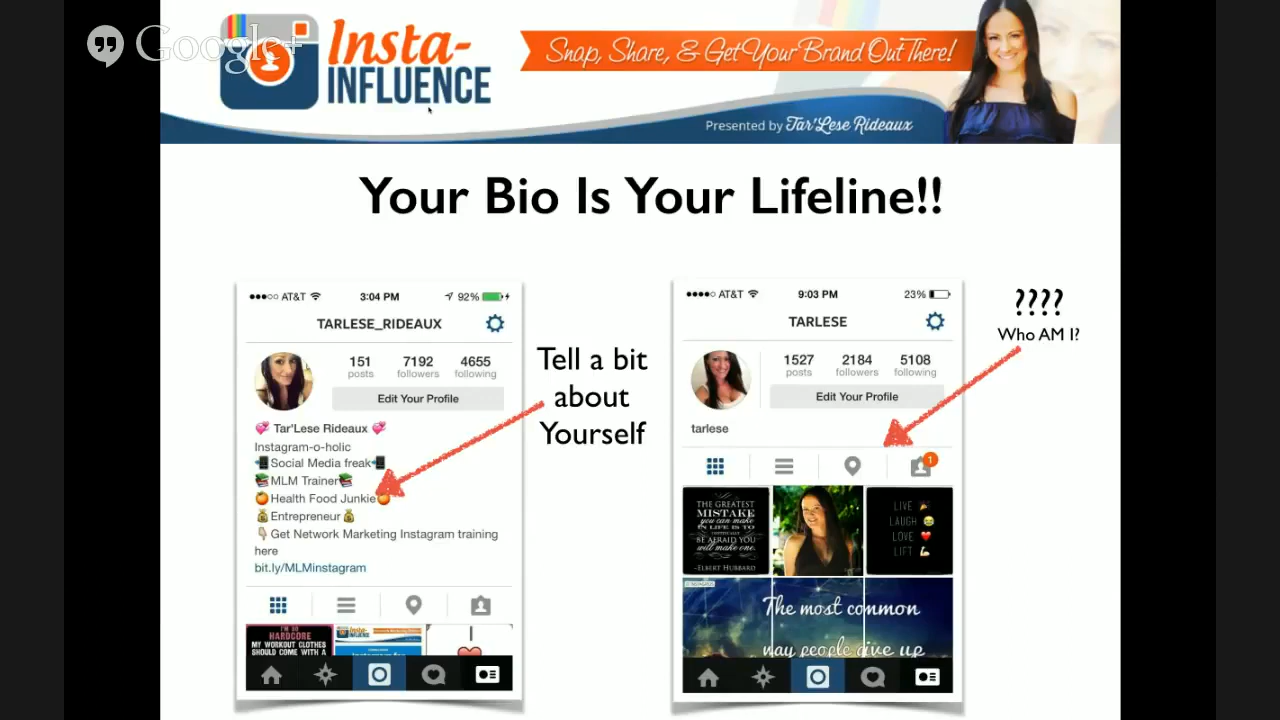 Google+
Insta-
INFLUENCE
Snap, Share, & Get Your Brand Out There!
Presented by Tar'Lese Rideaux
Your Bio Is Your Lifeline!!
AT&T 3:04 PM 92%
TARLESE_RIDEAUX
151 7192 4655
posts followers following
Edit Your Profile
Tar'Lese Rideaux
Instagram-o-holic
Social Media freak
MLM Trainer
Health Food Junkie
Entrepreneur
Get Network Marketing Instagram training
here
bit.ly/MLMinstagram
I'M SO
HARDCORE
MY WORKOUT CLOTHES
SHOULD COME WITH A
Insta-
INFLUENCE
Tell a bit
about
Yourself
AT&T 9:03 PM 23%
TARLESE
1527 2184 5108
posts followers following
Edit Your Profile
tarlese
1
THE GREATEST
MISTAKE
you can make
IN LIFE IS TO
BE AFRAID YOU
will make one.
-ELBERT HUBBARD
LIVE
LAUGH
LOVE
LIFT
The most common
way people give up
????
Who AM I?